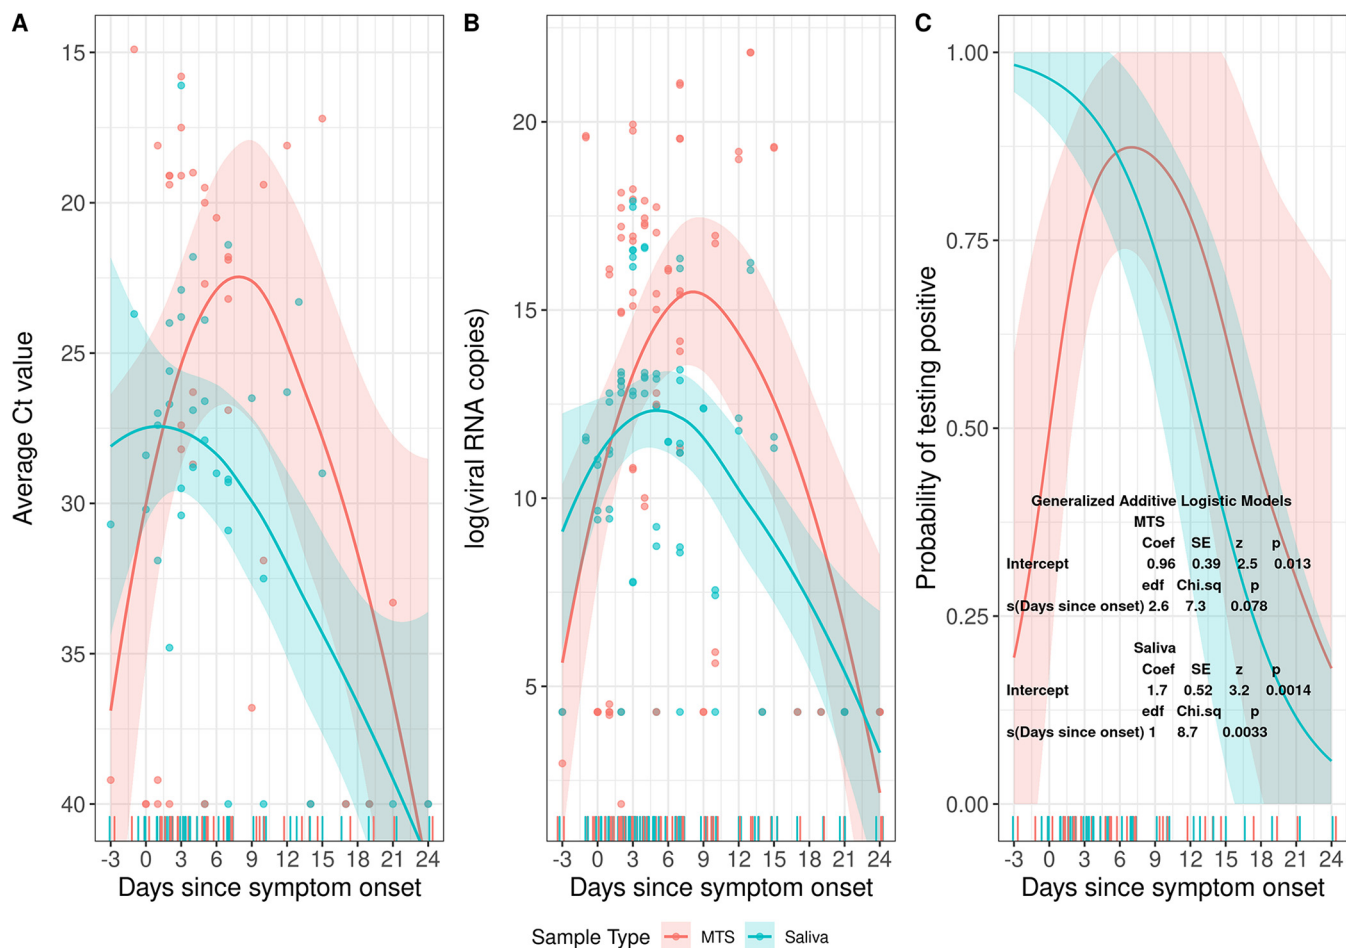 A
B
C
Average Ct value
15
20
25
30
35
40
-3 0 3 6 9 12 15 18 21 24
Days since symptom onset
log(viral RNA copies)
20
15
10
5
-3 0 3 6 9 12 15 18 21 24
Days since symptom onset
Probability of testing positive
1.00
0.75
0.50
0.25
0.00
Generalized Additive Logistic Models
MTS
Coef SE z p
Intercept 0.96 0.39 2.5 0.013
edf Chi.sq p
s(Days since onset) 2.6 7.3 0.078
Saliva
Coef SE z p
Intercept 1.7 0.52 3.2 0.0014
edf Chi.sq p
s(Days since onset) 1 8.7 0.0033
-3 0 3 6 9 12 15 18 21 24
Days since symptom onset
Sample Type MTS Saliva